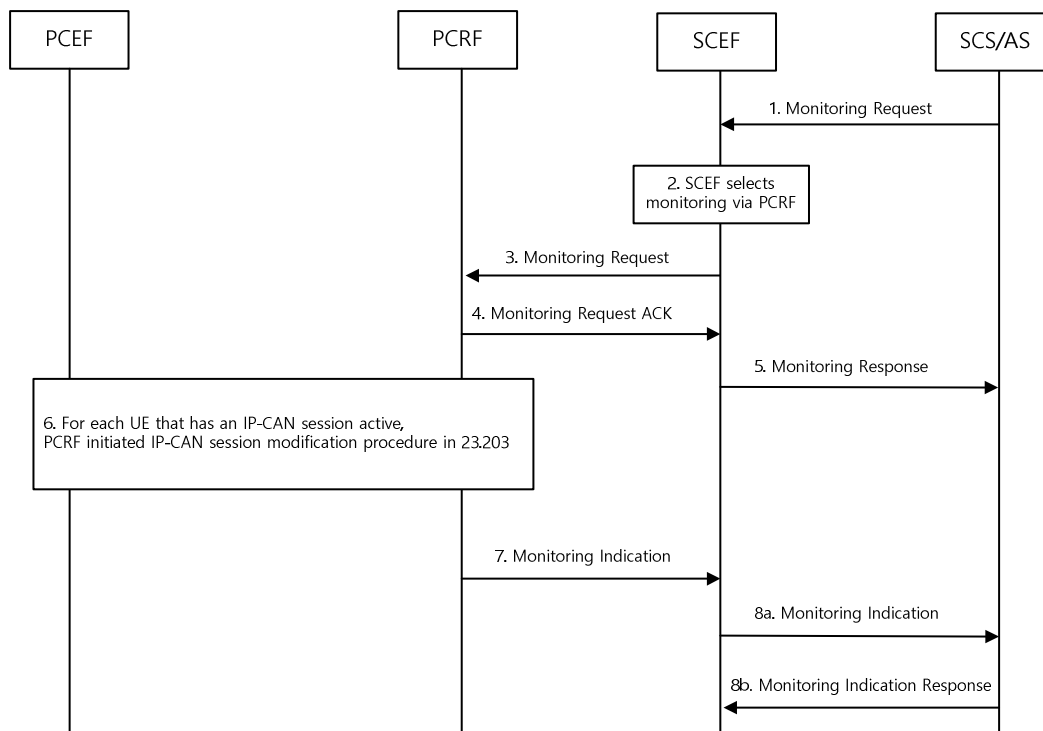 PCEF
PCRF
SCEF
SCS/AS
1. Monitoring Request
2. SCEF selects
monitoring via PCRF
3. Monitoring Request
4. Monitoring Request ACK
5. Monitoring Response
6. For each UE that has an IP-CAN session active,
PCRF initiated IP-CAN session modification procedure in 23.203
7. Monitoring Indication
8a. Monitoring Indication
8b. Monitoring Indication Response